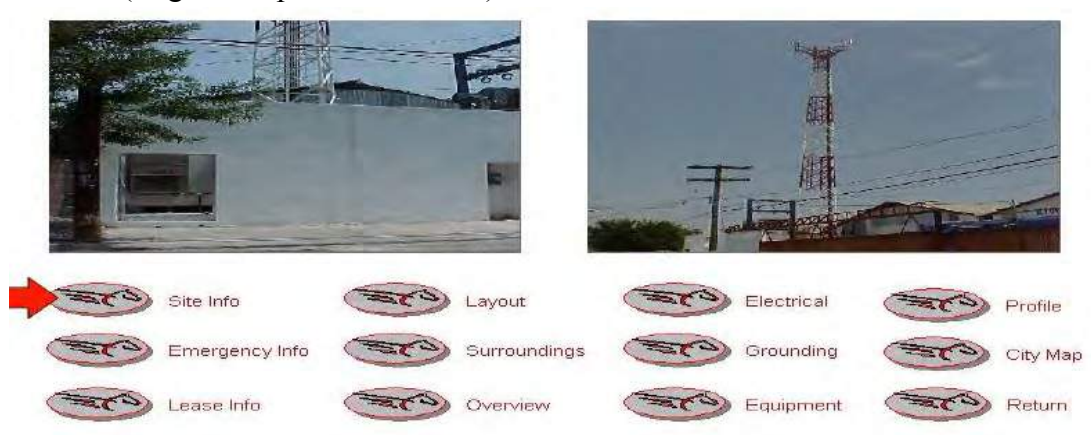 Site Info
Layout
Electrical
Profile
Emergency Info
Surroundings
Grounding
City Map
Lease Info
Overview
Equipment
Return